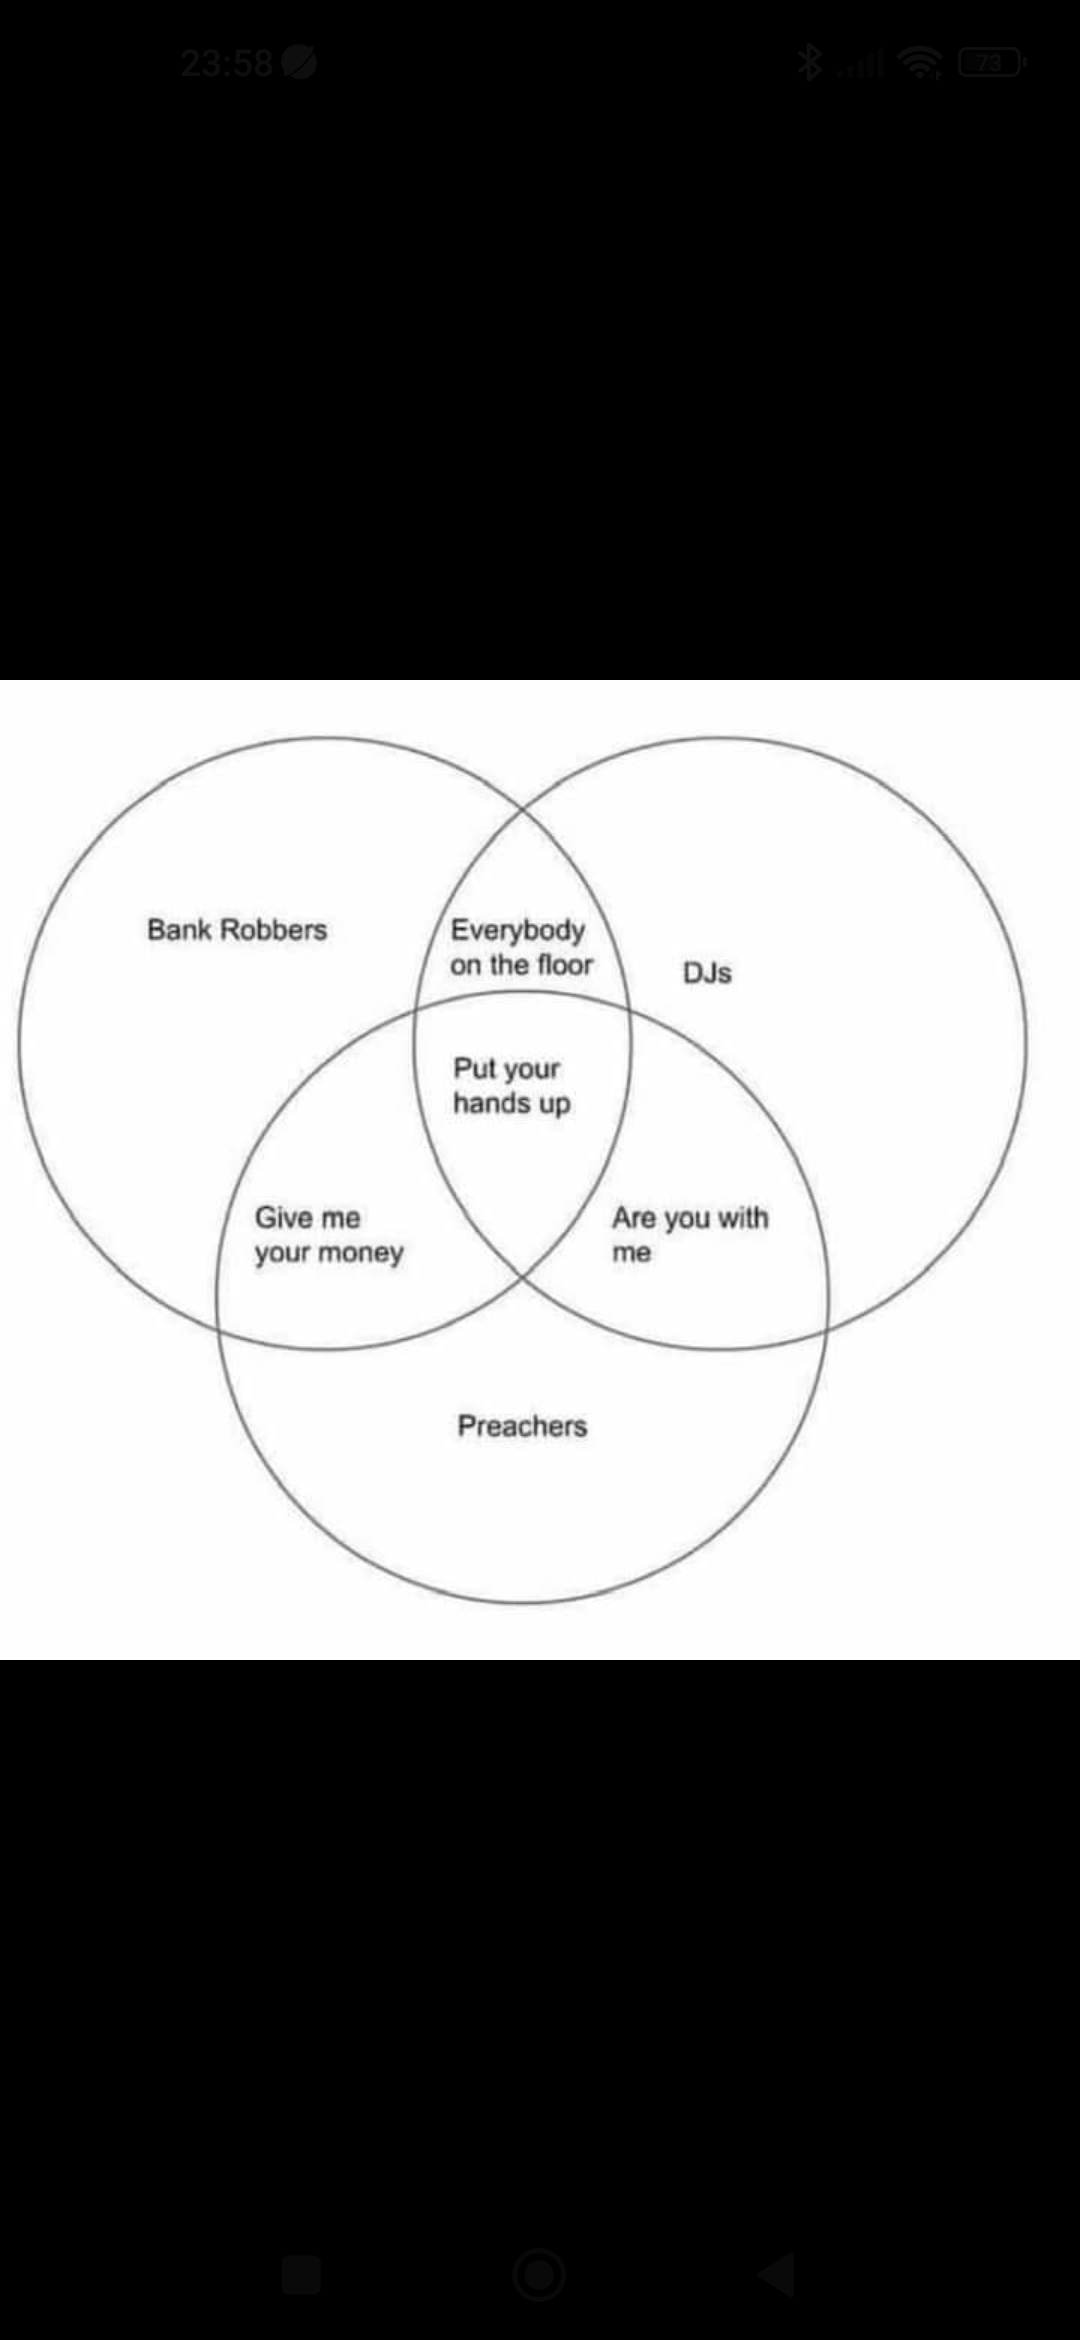 23:58
73
Bank Robbers
Everybody
on the floor
DJs
Put your
hands up
Give me
your money
Are you with
me
Preachers